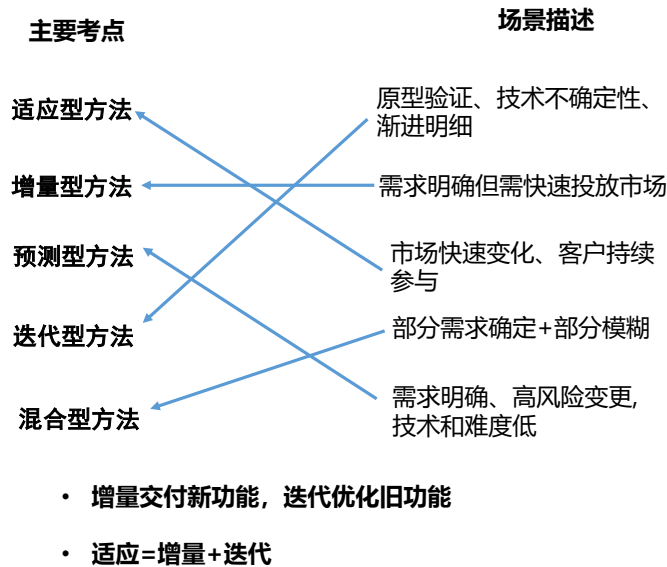 主要考点
场景描述
适应型方法
原型验证、技术不确定性、
渐进明细
增量型方法
需求明确但需快速投放市场
预测型方法
市场快速变化、客户持续
参与
迭代型方法
部分需求确定+部分模糊
混合型方法
需求明确、高风险变更,
技术和难度低
• 增量交付新功能，迭代优化旧功能
• 适应=增量+迭代